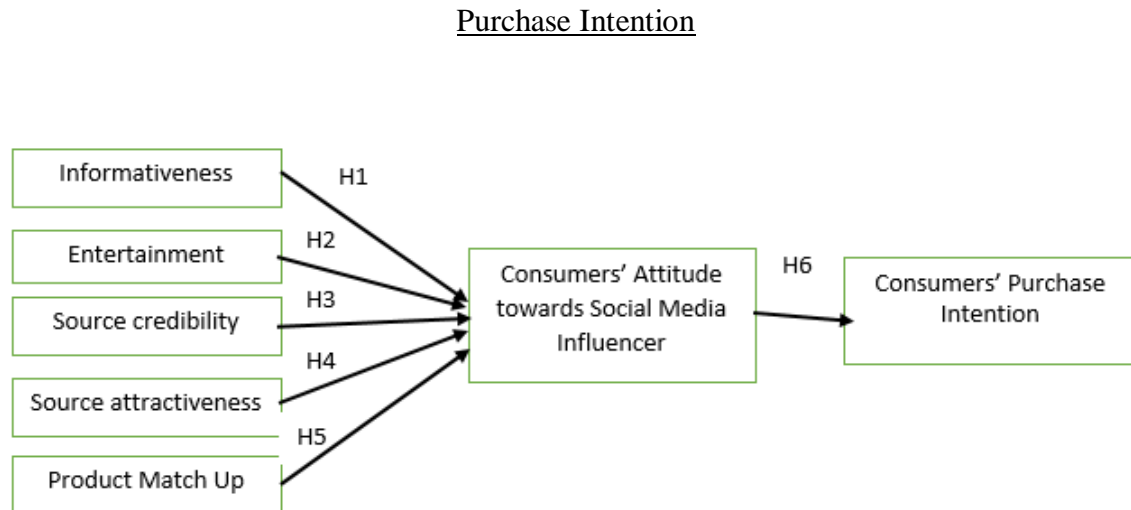 Purchase Intention
Informativeness
H1
Entertainment
H2
Source credibility
H3
Source attractiveness
H4
Product Match Up
H5
Consumers’ Attitude
towards Social Media
Influencer
H6
Consumers’ Purchase
Intention